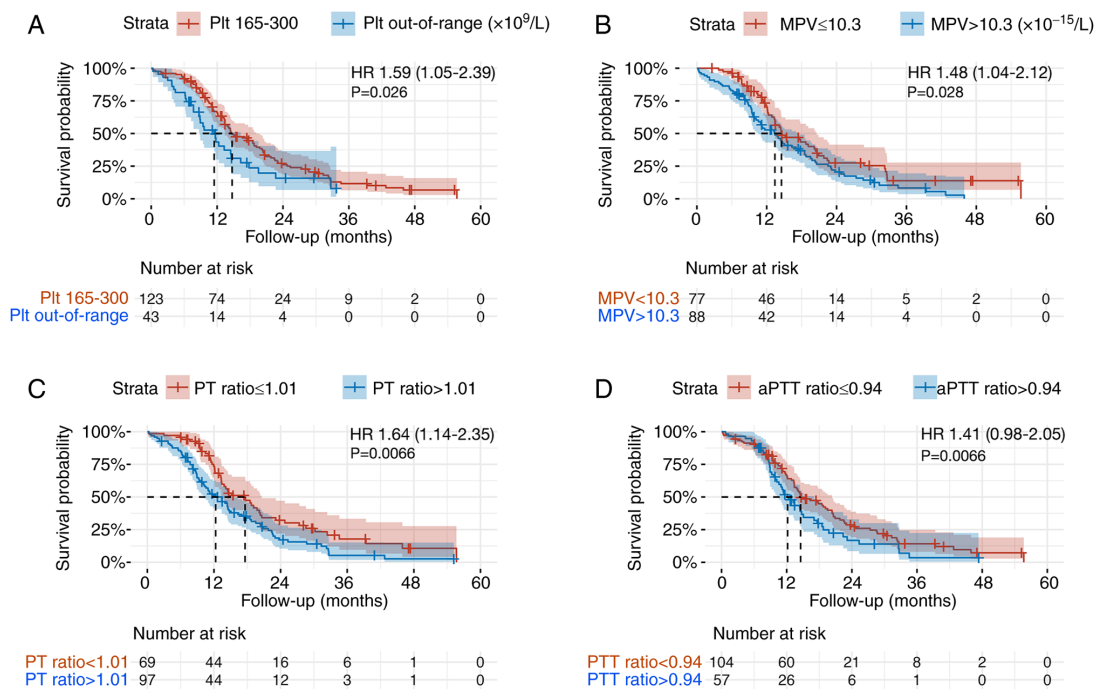 A
Strata Plt 165-300 Plt out-of-range (×10⁹/L)
Survival probability
100%
75%
50%
25%
0%
HR 1.59 (1.05-2.39)
P=0.026
0 12 24 36 48 60
Follow-up (months)
Number at risk
Plt 165-300 123 74 24 9 2 0
Plt out-of-range 43 14 4 0 0 0
B
Strata MPV≤10.3 MPV>10.3 (×10⁻¹⁵/L)
Survival probability
100%
75%
50%
25%
0%
HR 1.48 (1.04-2.12)
P=0.028
0 12 24 36 48 60
Follow-up (months)
Number at risk
MPV<10.3 77 46 14 5 2 0
MPV>10.3 88 42 14 4 0 0
C
Strata PT ratio≤1.01 PT ratio>1.01
Survival probability
100%
75%
50%
25%
0%
HR 1.64 (1.14-2.35)
P=0.0066
0 12 24 36 48 60
Follow-up (months)
Number at risk
PT ratio<1.01 69 44 16 6 1 0
PT ratio>1.01 97 44 12 3 1 0
D
Strata aPTT ratio≤0.94 aPTT ratio>0.94
Survival probability
100%
75%
50%
25%
0%
HR 1.41 (0.98-2.05)
P=0.0066
0 12 24 36 48 60
Follow-up (months)
Number at risk
PTT ratio<0.94 104 60 21 8 2 0
PTT ratio>0.94 57 26 6 1 0 0